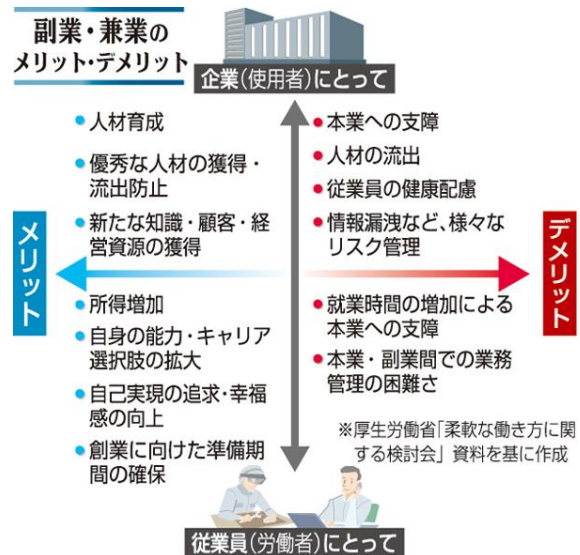 副業・兼業の
メリット・デメリット
企業(使用者)にとって
●人材育成
●優秀な人材の獲得・
流出防止
●新たな知識・顧客・経
営資源の獲得
●本業への支障
●人材の流出
●従業員の健康配慮
●情報漏洩など、様々な
リスク管理
メリット
デメリット
●所得増加
●自身の能力・キャリア
選択肢の拡大
●自己実現の追求・幸福
感の向上
●創業に向けた準備期
間の確保
●就業時間の増加による
本業への支障
●本業・副業間での業務
管理の困難さ
※厚生労働省「柔軟な働き方に関
する検討会」資料を基に作成
従業員(労働者)にとって